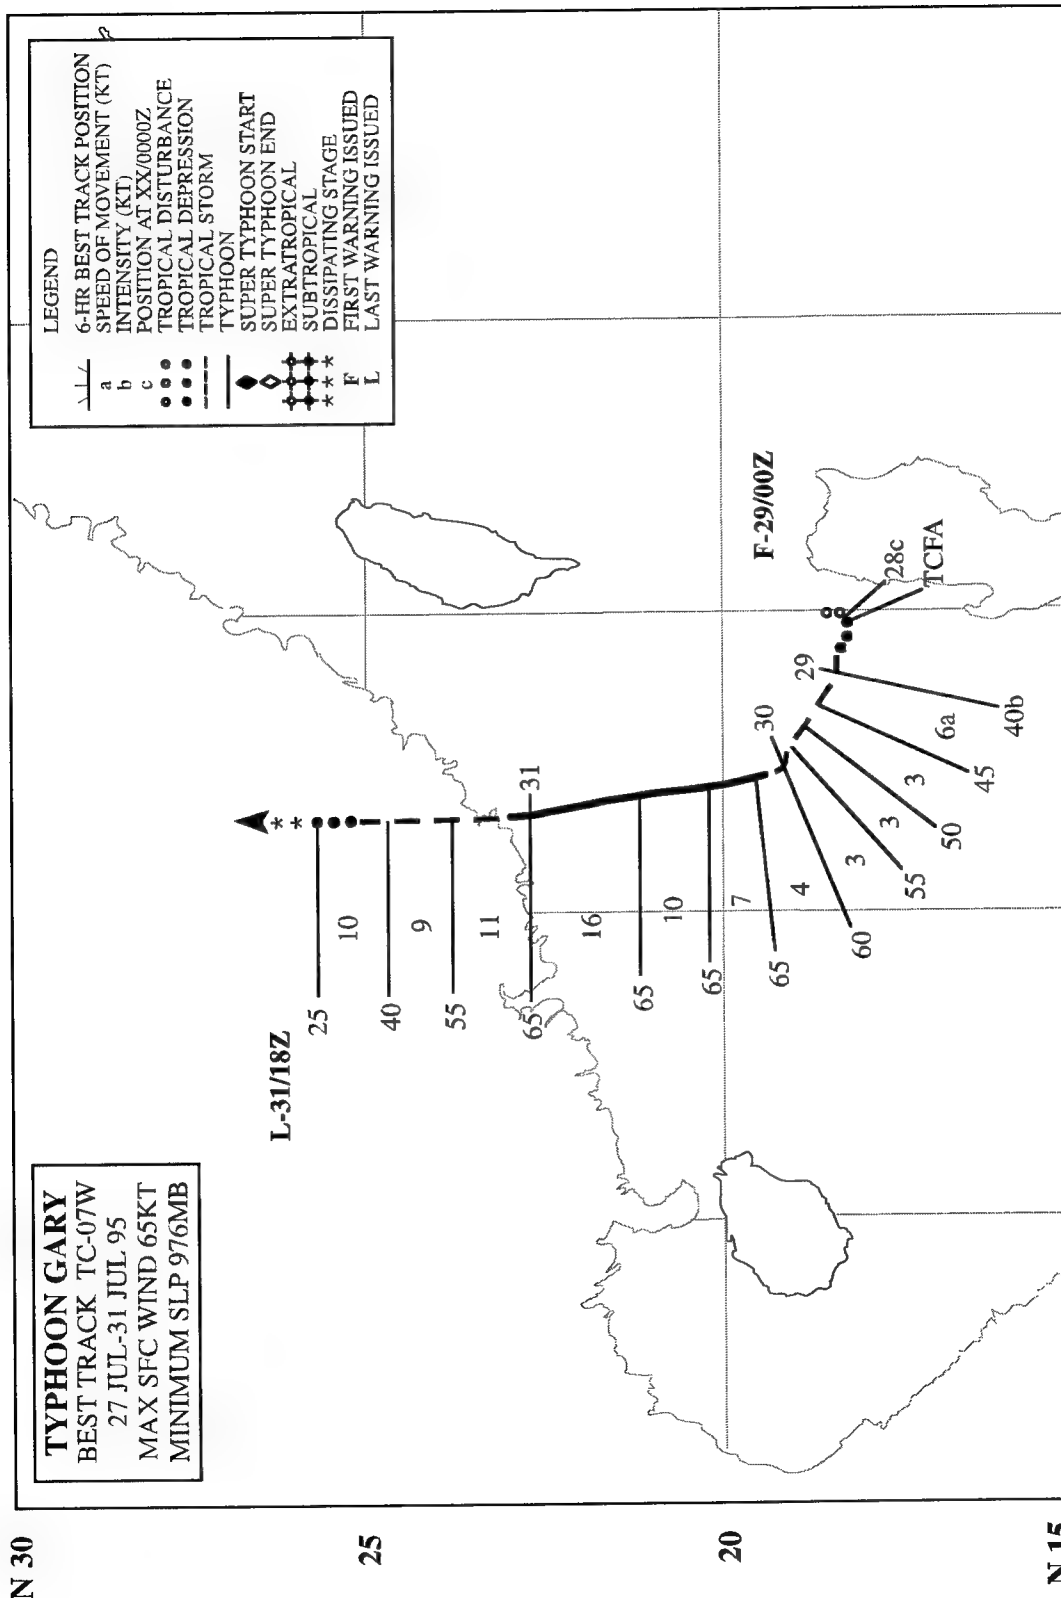 TYPHOON GARY
BEST TRACK TC-07W
27 JUL-31 JUL 95
MAX SFC WIND 65KT
MINIMUM SLP 976MB
LEGEND
6-HR BEST TRACK POSITION
a SPEED OF MOVEMENT (KT)
b INTENSITY (KT)
c POSITION AT XX/0000Z
TROPICAL DISTURBANCE
TROPICAL DEPRESSION
TROPICAL STORM
TYPHOON
SUPER TYPHOON START
SUPER TYPHOON END
EXTRATROPICAL
SUBTROPICAL
*** DISSIPATING STAGE
F FIRST WARNING ISSUED
L LAST WARNING ISSUED
N 30
25
20
N 15
L-31/18Z
25
10
40
9
55
11
65
31
16
65
10
65
7
65
4
60
30
3
55
3
50
3
45
6a
40b
29
F-29/00Z
28c
TCFA
* *